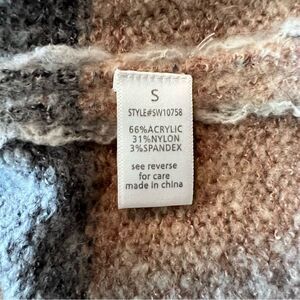 S
STYLE#SW10758
66%ACRYLIC
31%NYLON
3%SPANDEX
see reverse
for care
made in china